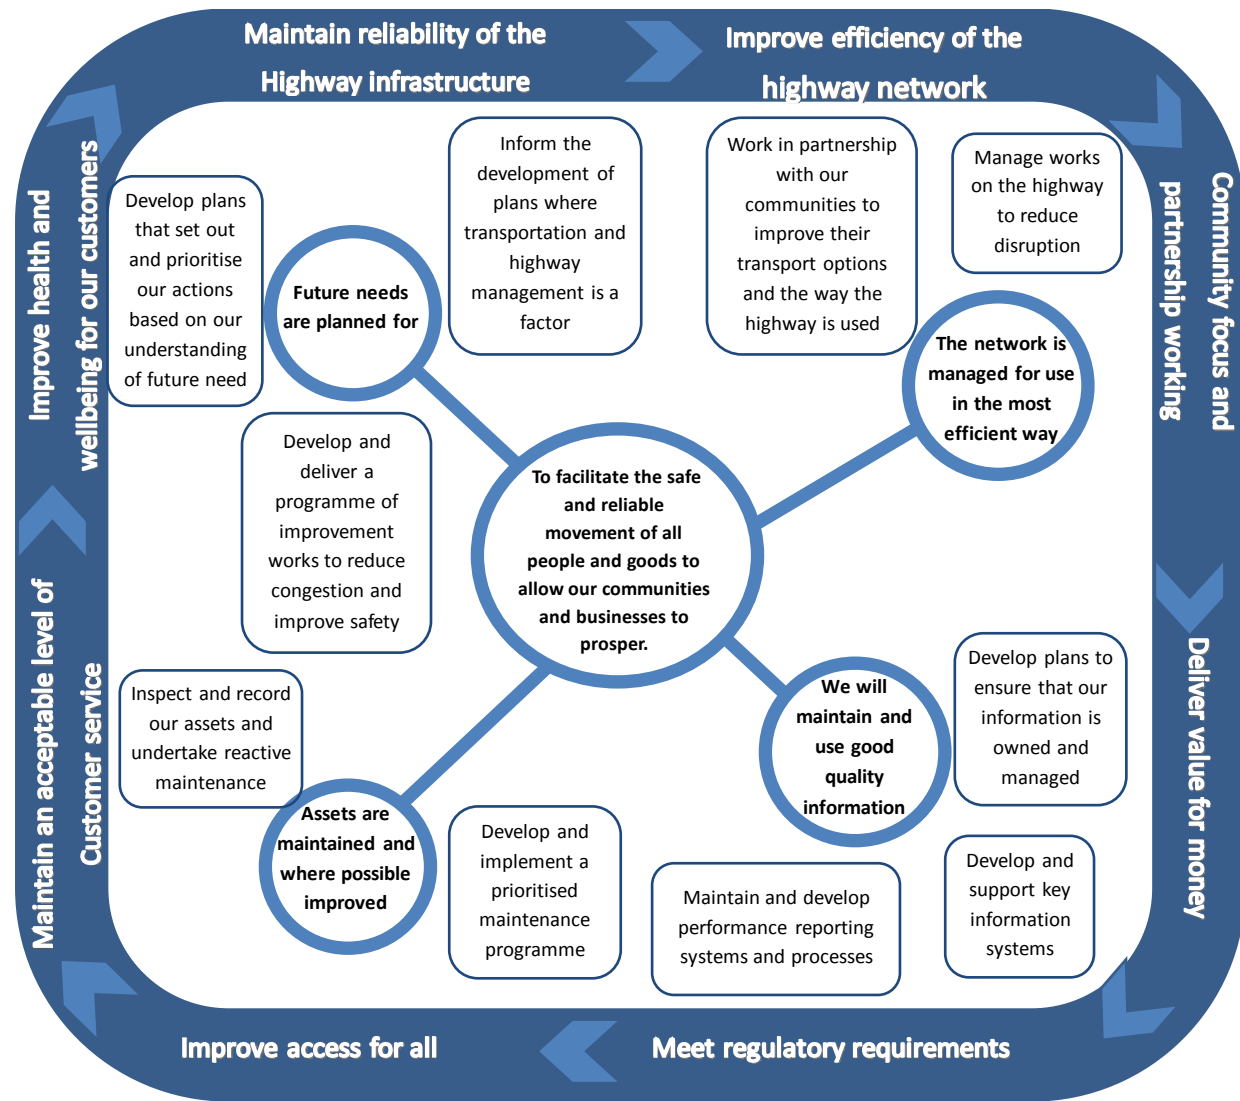 Maintain reliability of the
Highway infrastructure
Improve efficiency of the
highway network
Community focus and
partnership working
Deliver value for money
Meet regulatory requirements
Improve access for all
Maintain an acceptable level of
Customer service
Improve health and
wellbeing for our customers
Develop plans
that set out
and prioritise
our actions
based on our
understanding
of future need
Future needs
are planned for
Inform the
development of
plans where
transportation and
highway
management is a
factor
Work in partnership
with our
communities to
improve their
transport options
and the way the
highway is used
Manage works
on the highway
to reduce
disruption
The network is
managed for use
in the most
efficient way
Develop and
deliver a
programme of
improvement
works to reduce
congestion and
improve safety
To facilitate the safe
and reliable
movement of all
people and goods to
allow our communities
and businesses to
prosper.
Inspect and record
our assets and
undertake reactive
maintenance
Assets are
maintained and
where possible
improved
Develop and
implement a
prioritised
maintenance
programme
We will
maintain and
use good
quality
information
Develop plans to
ensure that our
information is
owned and
managed
Maintain and develop
performance reporting
systems and processes
Develop and
support key
information
systems